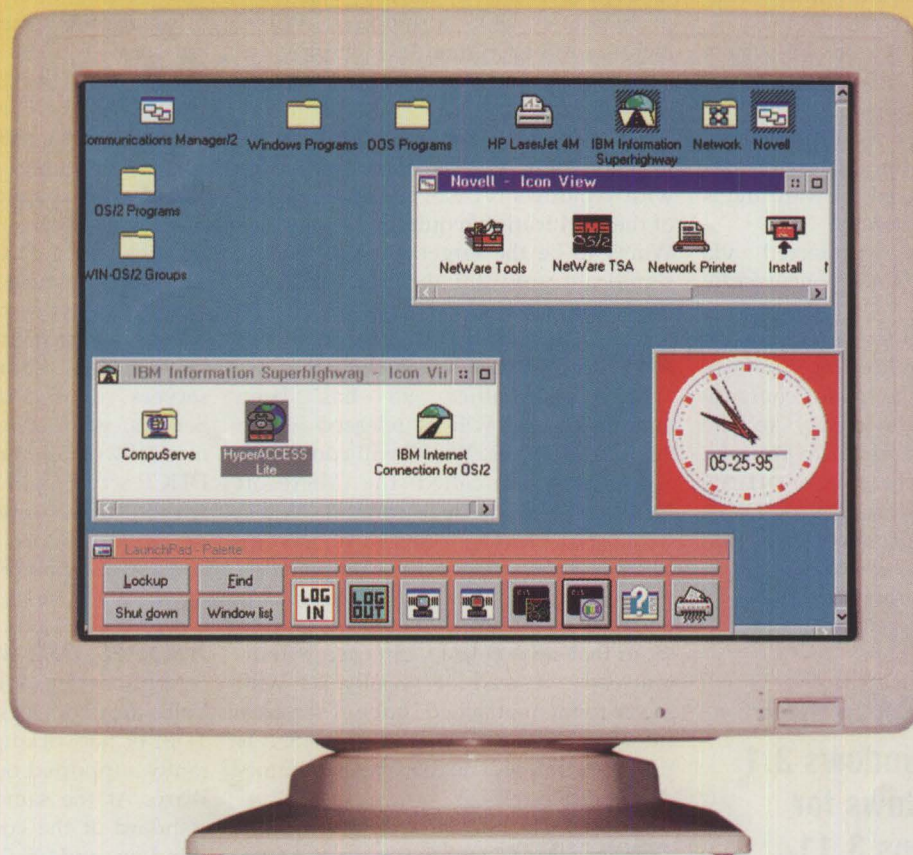 Communications Manager/2
Windows Programs
DOS Programs
HP LaserJet 4M
IBM Information
Superhighway
Network
Novell
OS/2 Programs
WIN-OS/2 Groups
Novell - Icon View
SMS
OS/2
NetWare Tools
NetWare TSA
Network Printer
Install
IBM Information Superhighway - Icon Vi
CompuServe
HyperACCESS
Lite
IBM Internet
Connection for OS/2
05-25-95
LaunchPad - Palette
Lockup
Find
Shut down
Window list
LOG
IN
LOG
OUT